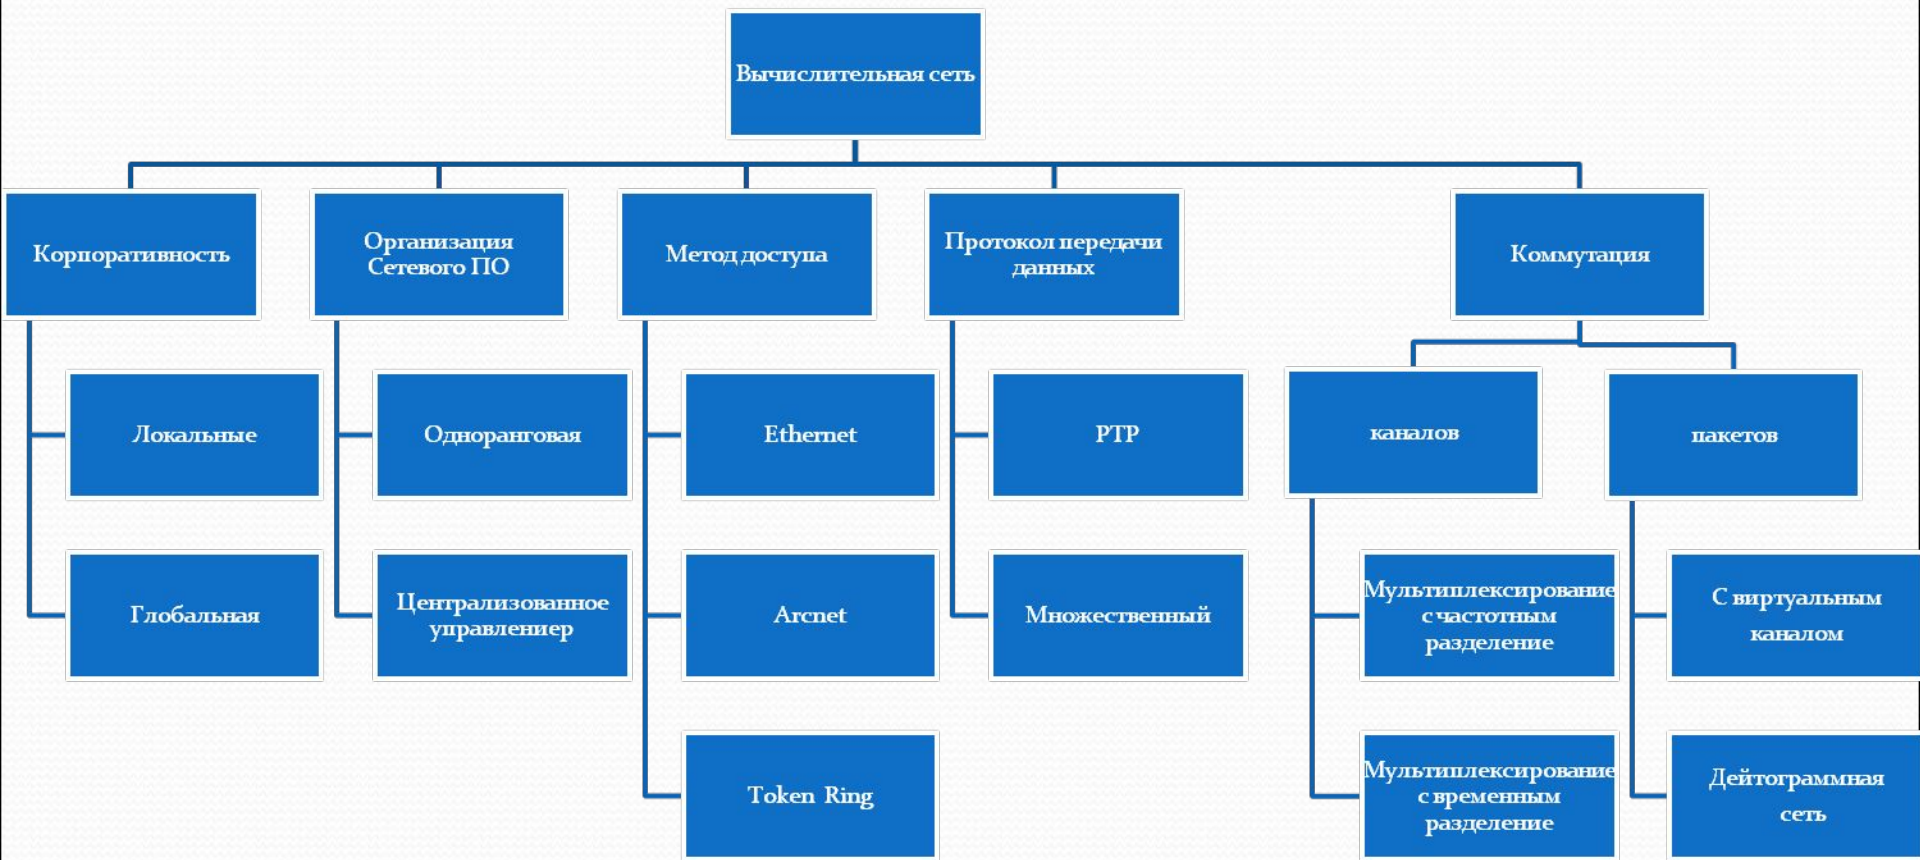 Вычислительная сеть
Корпоративность
Организация
Сетевого ПО
Метод доступа
Протокол передачи
данных
Коммутация
Локальные
Одноранговая
Ethernet
PTP
каналов
пакетов
Глобальная
Централизованное
управлениер
Arcnet
Множественный
Мультиплексирование
с частотным
разделение
С виртуальным
каналом
Token Ring
Мультиплексирование
с временным
разделение
Дейтограммная
сеть